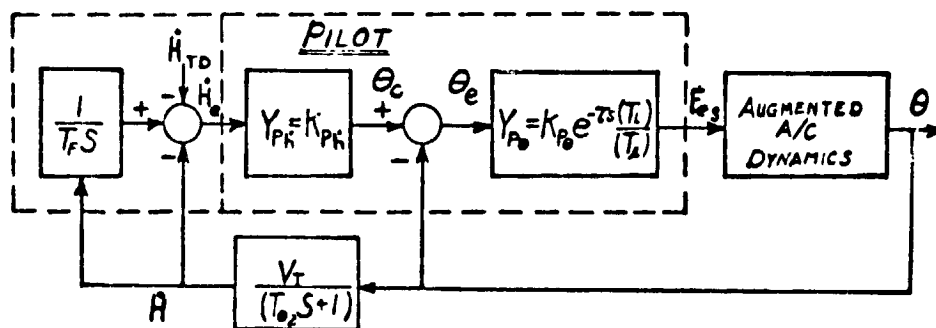 PILOT
Ḣ_TD
-
1
T_F S
+
-
Ḣ_e
Y_Pḣ = K_Pḣ
θ_c
+
-
θ_e
Y_Pθ = K_Pθ e^-τS (T_L)
(T_I)
AUGMENTED
A/C
DYNAMICS
θ
Ḣ
V_T
(T_θ2 S+1)